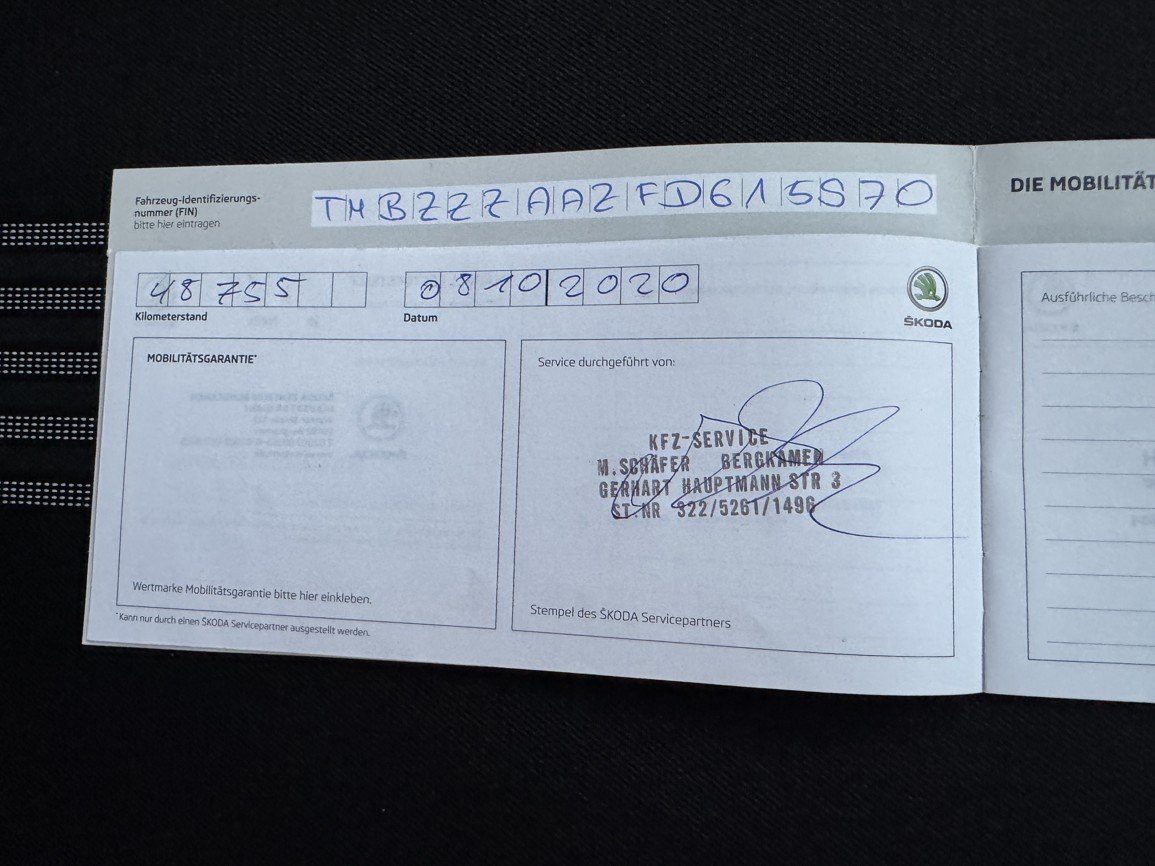 Fahrzeug-Identifizierungs-
nummer (FIN)
bitte hier eintragen
TMBZZZAAZFD615970
48755
Kilometerstand
08102020
Datum
ŠKODA
MOBILITÄTSGARANTIE*
Wertmarke Mobilitätsgarantie bitte hier einkleben.
*Kann nur durch einen ŠKODA Servicepartner ausgestellt werden.
Service durchgeführt von:
KFZ-SERVICE
M.SCHÄFER BERGKAMEN
GERHART HAUPTMANN STR 3
ST.NR 322/5261/1496
Stempel des ŠKODA Servicepartners
DIE MOBILITÄT
Ausführliche Besch